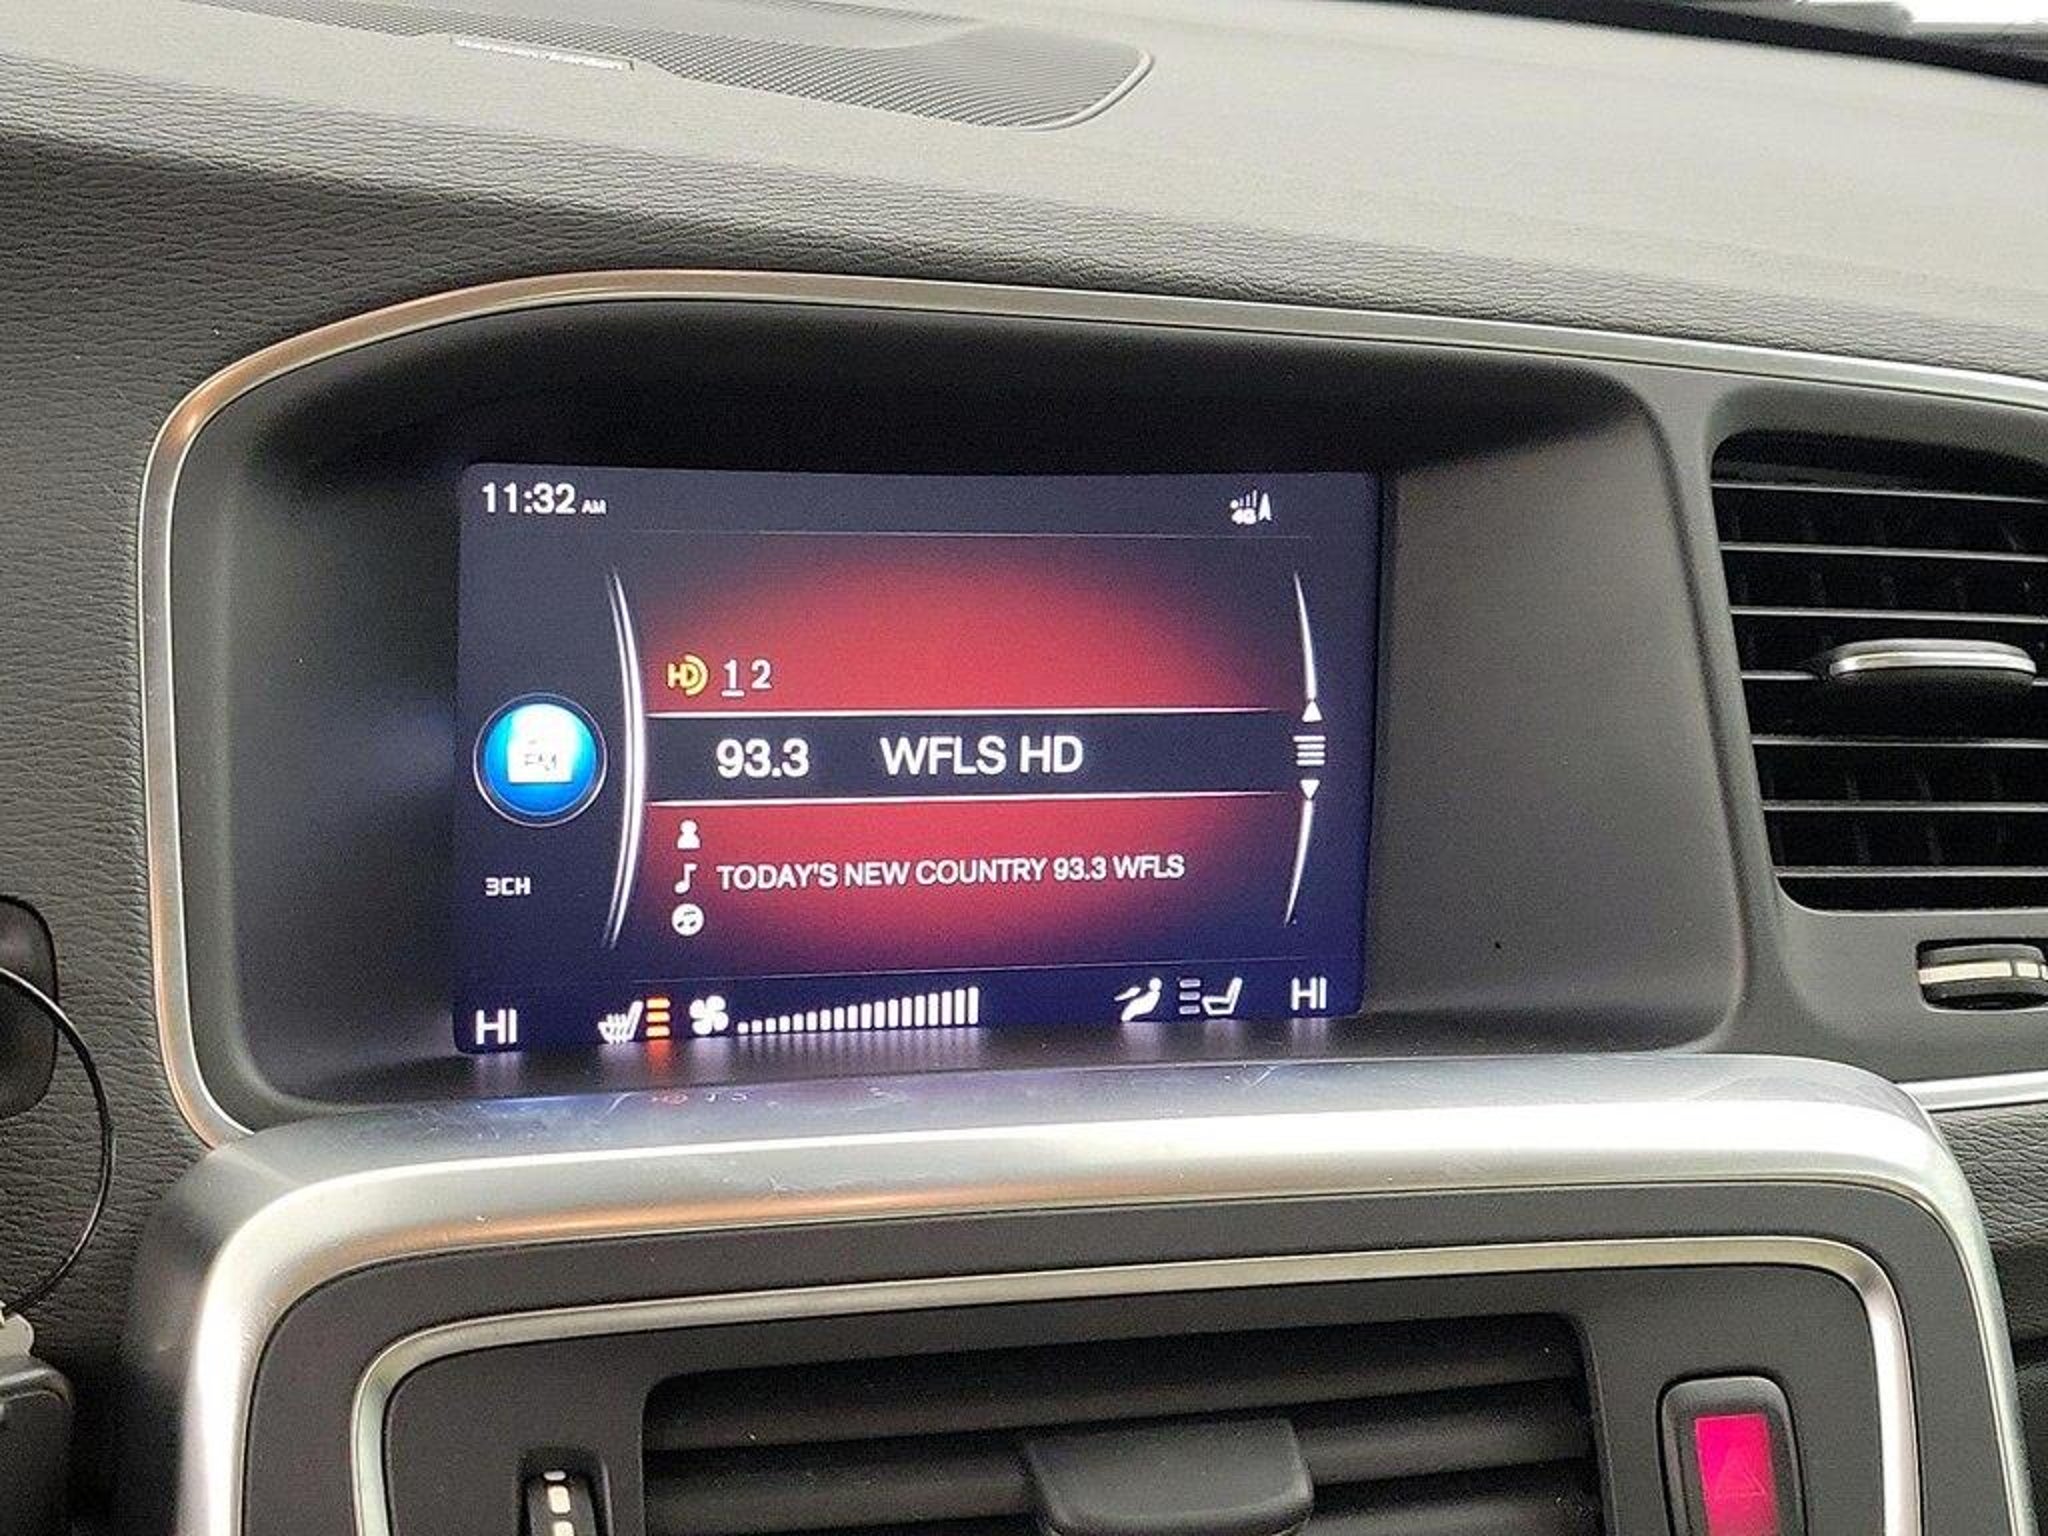 11:32 AM
4G
HD 1 2
FM
93.3 WFLS HD
3CH
TODAY'S NEW COUNTRY 93.3 WFLS
HI HI